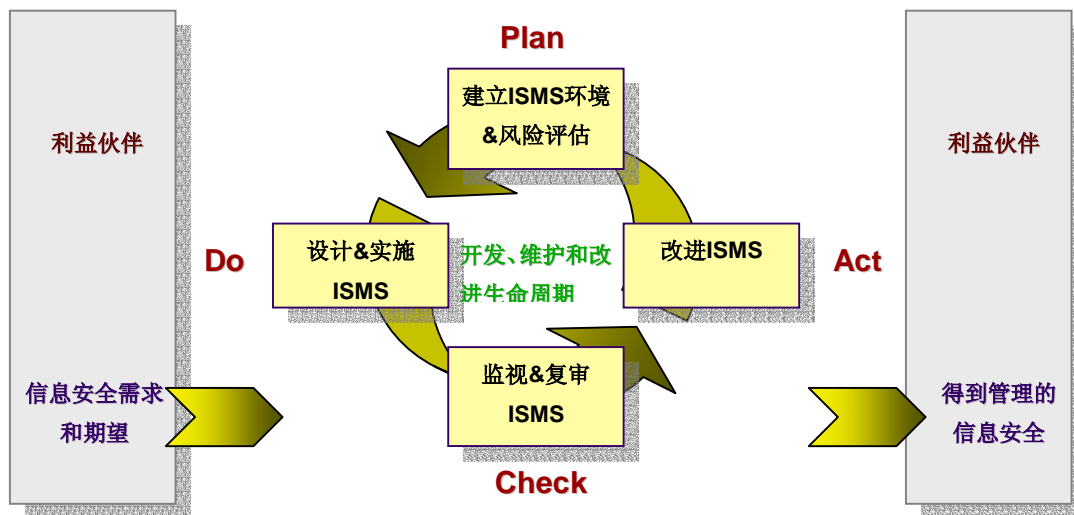 Plan
建立ISMS环境
&风险评估
利益伙伴
利益伙伴
Do
设计&实施
ISMS
开发、维护和改
进生命周期
改进ISMS
Act
监视&复审
ISMS
信息安全需求
和期望
得到管理的
信息安全
Check